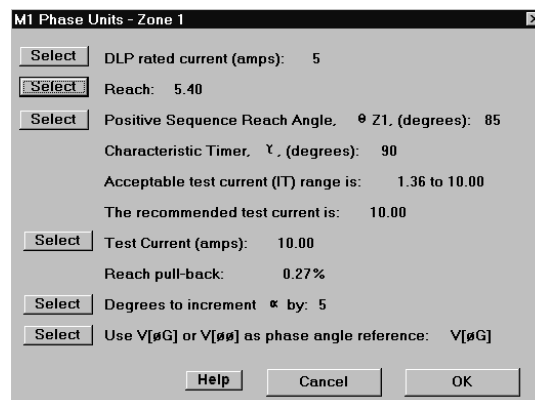 M1 Phase Units - Zone 1
Select DLP rated current (amps): 5
Select Reach: 5.40
Select Positive Sequence Reach Angle, θ Z1, (degrees): 85
Characteristic Timer, ϒ, (degrees): 90
Acceptable test current (IT) range is: 1.36 to 10.00
The recommended test current is: 10.00
Select Test Current (amps): 10.00
Reach pull-back: 0.27%
Select Degrees to increment ∝ by: 5
Select Use V[øG] or V[øø] as phase angle reference: V[øG]
Help Cancel OK